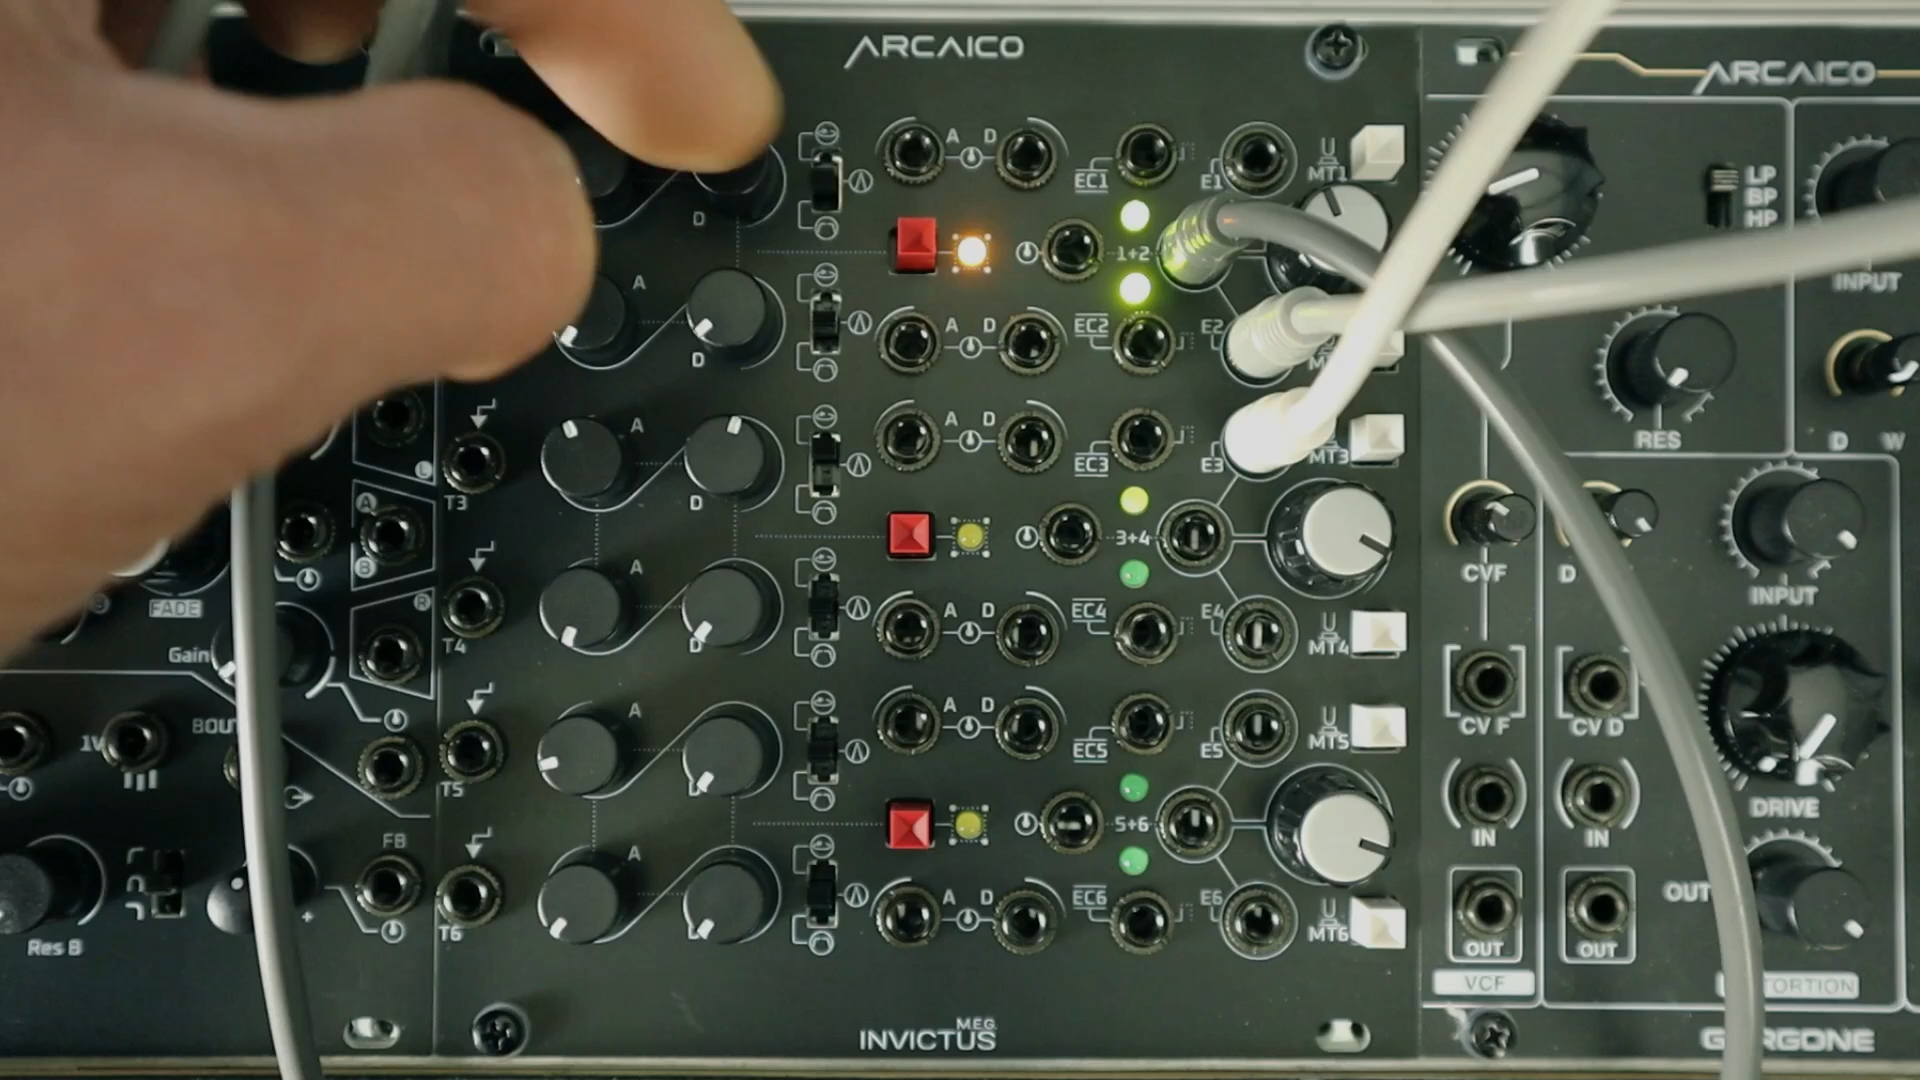 ARCAICO
ARCAICO
A D
EC1
E1
MT1
LP
BP
HP
D
1+2
INPUT
A
A D
EC2
E2
D
RES
D W
A
A D
EC3
E3
MT3
L
T3
A
B
3+4
CVF
D
INPUT
D
A
A D
EC4
E4
MT4
FADE
R
T4
Gain
D
A
A D
EC5
E5
MT5
CV F
CV D
1V
BOUT
T5
D
5+6
DRIVE
IN
IN
FB
A
A D
EC6
E6
MT6
OUT
Res B
+
T6
D
OUT
OUT
VCF
TORTION
M.E.G.
INVICTUS